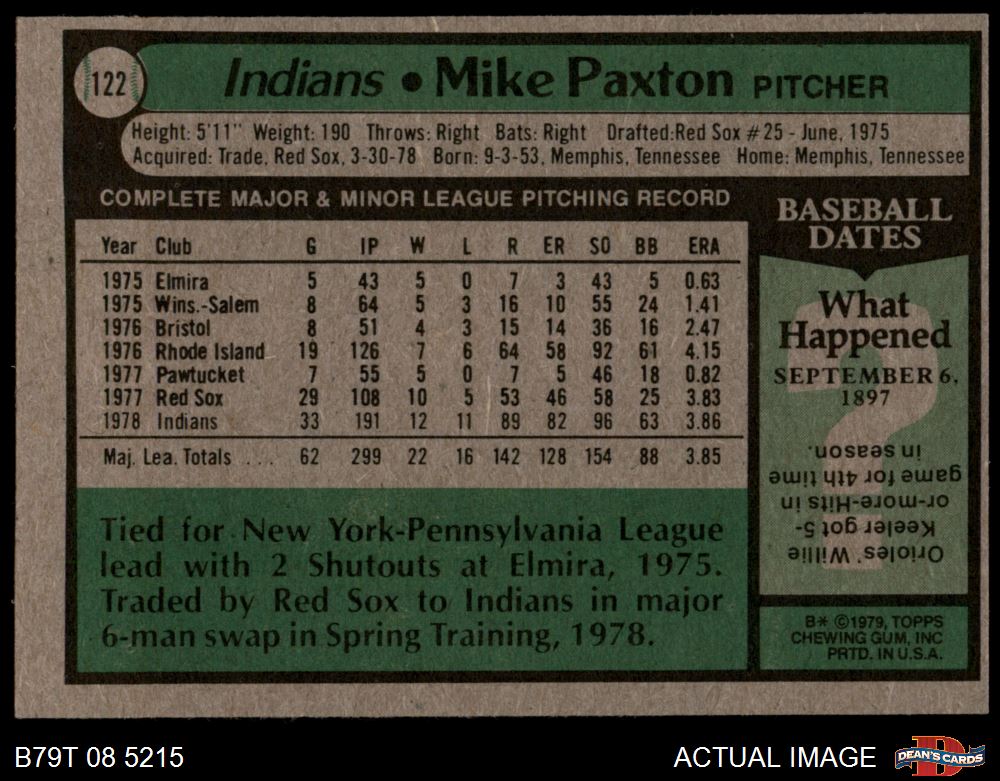 122
Indians • Mike Paxton PITCHER
Height: 5'11" Weight: 190 Throws: Right Bats: Right Drafted:Red Sox #25 - June, 1975
Acquired: Trade, Red Sox, 3-30-78 Born: 9-3-53, Memphis, Tennessee Home: Memphis, Tennessee
COMPLETE MAJOR & MINOR LEAGUE PITCHING RECORD
Year Club G IP W L R ER SO BB ERA
1975 Elmira 5 43 5 0 7 3 43 5 0.63
1975 Wins.-Salem 8 64 5 3 16 10 55 24 1.41
1976 Bristol 8 51 4 3 15 14 36 16 2.47
1976 Rhode Island 19 126 7 6 64 58 92 61 4.15
1977 Pawtucket 7 55 5 0 7 5 46 18 0.82
1977 Red Sox 29 108 10 5 53 46 58 25 3.83
1978 Indians 33 191 12 11 89 82 96 63 3.86
Maj. Lea. Totals ... 62 299 22 16 142 128 154 88 3.85
Tied for New York-Pennsylvania League
lead with 2 Shutouts at Elmira, 1975.
Traded by Red Sox to Indians in major
6-man swap in Spring Training, 1978.
BASEBALL
DATES
What
Happened
SEPTEMBER 6,
1897
Orioles' Willie
Keeler got 5-
or-more-Hits in
game for 4th time
in season.
B* ©1979, TOPPS
CHEWING GUM, INC
PRTD. IN U.S.A.
B79T 08 5215
ACTUAL IMAGE
D
DEAN'S CARDS